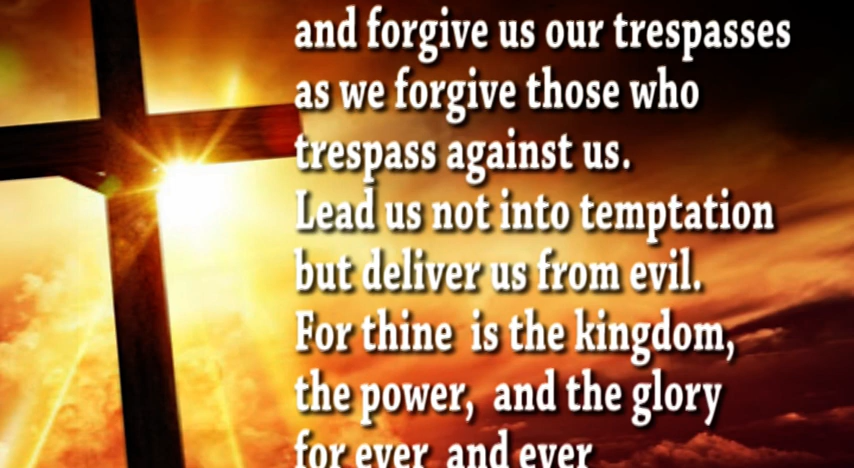 and forgive us our trespasses
as we forgive those who
trespass against us.
Lead us not into temptation
but deliver us from evil.
For thine is the kingdom,
the power, and the glory
for ever and ever